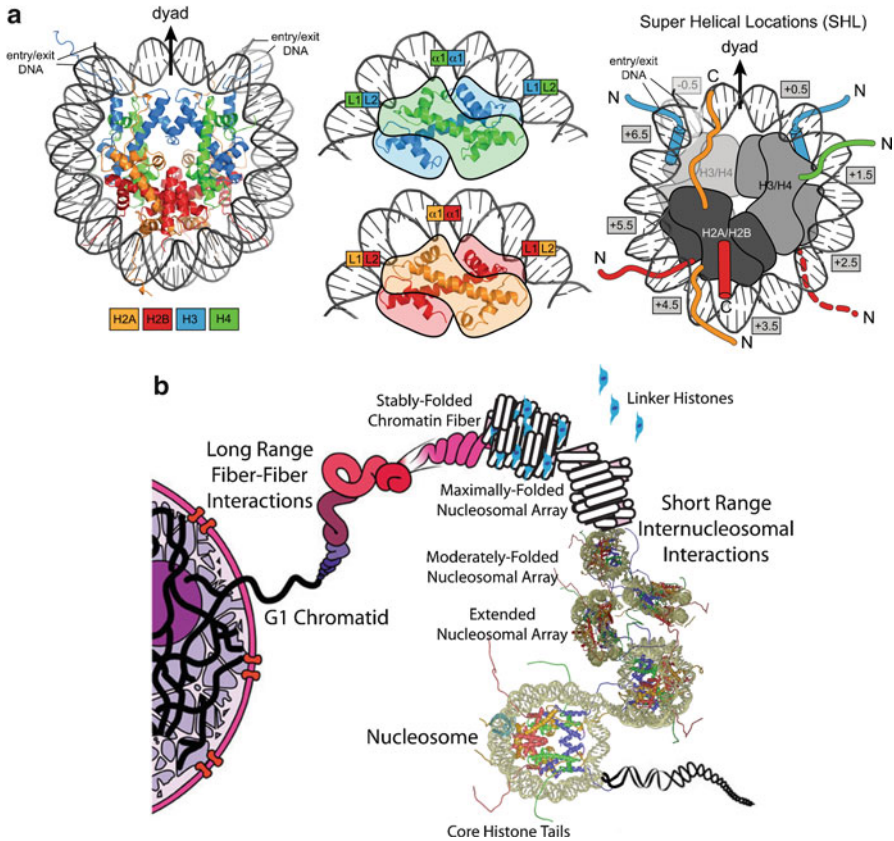 a
dyad
entry/exit
DNA
entry/exit
DNA
H2A H2B H3 H4
α1 α1
L1 L2
L1 L2
α1 α1
L1 L2
L1 L2
Super Helical Locations (SHL)
entry/exit
DNA
dyad
-0.5
C
+0.5
N
N
+6.5
N
H3/H4
H3/H4
+1.5
+5.5
H2A/H2B
+2.5
N
C
+4.5
+3.5
N
N
b
Stably-Folded
Chromatin Fiber
Linker Histones
Long Range
Fiber-Fiber
Interactions
Maximally-Folded
Nucleosomal Array
Short Range
Internucleosomal
Interactions
Moderately-Folded
Nucleosomal Array
G1 Chromatid
Extended
Nucleosomal Array
Nucleosome
Core Histone Tails